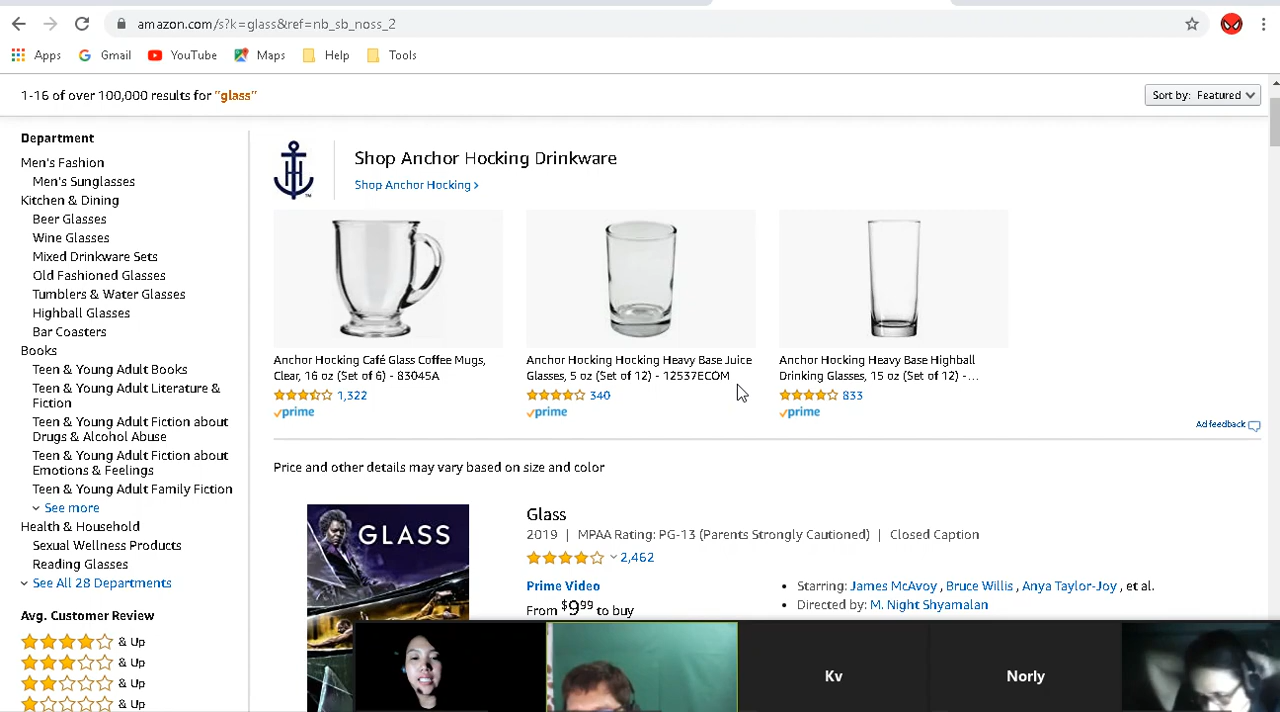 amazon.com/s?k=glass&ref=nb_sb_noss_2
Apps
Gmail
YouTube
Maps
Help
Tools
1-16 of over 100,000 results for "glass"
Sort by: Featured
Department
Men's Fashion
Men's Sunglasses
Kitchen & Dining
Beer Glasses
Wine Glasses
Mixed Drinkware Sets
Old Fashioned Glasses
Tumblers & Water Glasses
Highball Glasses
Bar Coasters
Books
Teen & Young Adult Books
Teen & Young Adult Literature &
Fiction
Teen & Young Adult Fiction about
Drugs & Alcohol Abuse
Teen & Young Adult Fiction about
Emotions & Feelings
Teen & Young Adult Family Fiction
See more
Health & Household
Sexual Wellness Products
Reading Glasses
See All 28 Departments
Avg. Customer Review
& Up
& Up
& Up
& Up
Shop Anchor Hocking Drinkware
Shop Anchor Hocking ›
Anchor Hocking Café Glass Coffee Mugs,
Clear, 16 oz (Set of 6) - 83045A
1,322
prime
Anchor Hocking Hocking Heavy Base Juice
Glasses, 5 oz (Set of 12) - 12537ECOM
340
prime
Anchor Hocking Heavy Base Highball
Drinking Glasses, 15 oz (Set of 12) -...
833
prime
Ad feedback
Price and other details may vary based on size and color
GLASS
Glass
2019 | MPAA Rating: PG-13 (Parents Strongly Cautioned) | Closed Caption
2,462
Prime Video
From $9.99 to buy
• Starring: James McAvoy , Bruce Willis , Anya Taylor-Joy , et al.
• Directed by: M. Night Shyamalan
Kv
Norly